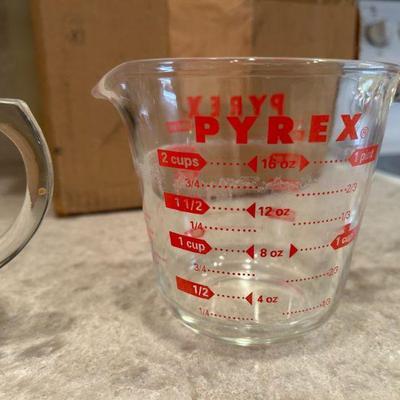 PYREX
PYREX®
2 cups 16 oz 1 pint
3/4 2/3
1 1/2 12 oz
1/4 1/3
1 cup 8 oz 1 cup
3/4 2/3
1/2 4 oz
1/4 1/3